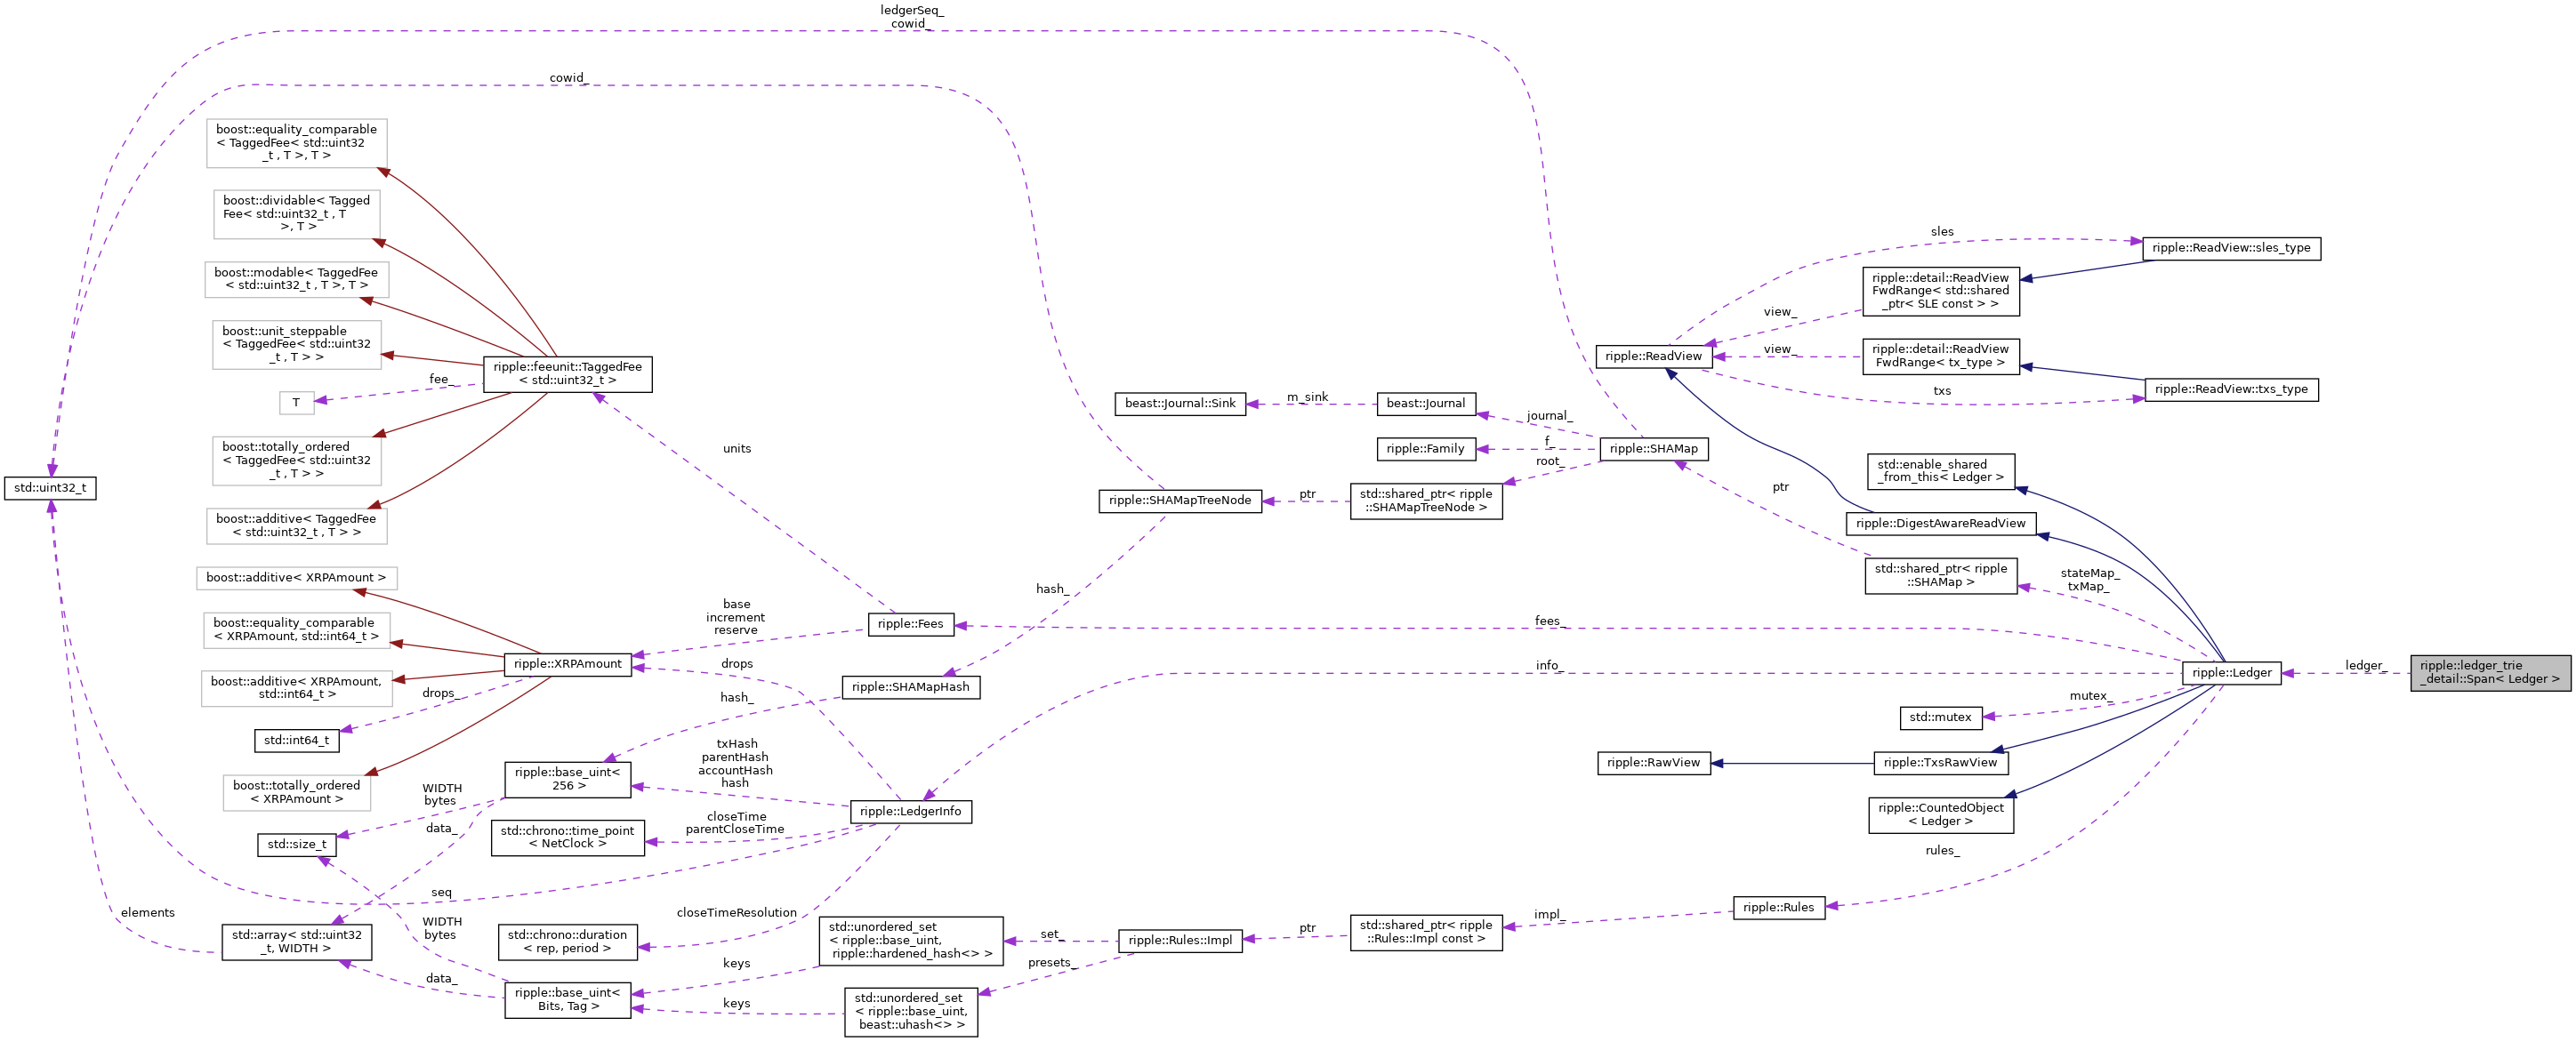 ledgerSeq_
cowid_
cowid_
boost::equality_comparable
< TaggedFee< std::uint32
_t , T >, T >
boost::dividable< Tagged
Fee< std::uint32_t , T
>, T >
boost::modable< TaggedFee
< std::uint32_t , T >, T >
boost::unit_steppable
< TaggedFee< std::uint32
_t , T > >
ripple::feeunit::TaggedFee
< std::uint32_t >
fee_
T
boost::totally_ordered
< TaggedFee< std::uint32
_t , T > >
boost::additive< TaggedFee
< std::uint32_t , T > >
std::uint32_t
units
boost::additive< XRPAmount >
boost::equality_comparable
< XRPAmount, std::int64_t >
boost::additive< XRPAmount,
std::int64_t >
drops_
std::int64_t
boost::totally_ordered
< XRPAmount >
ripple::XRPAmount
base
increment
reserve
drops
ripple::Fees
hash_
ripple::SHAMapHash
hash_
ripple::base_uint<
256 >
txHash
parentHash
accountHash
hash
WIDTH
bytes
data_
std::size_t
std::chrono::time_point
< NetClock >
closeTime
parentCloseTime
ripple::LedgerInfo
seq
elements
std::array< std::uint32
_t, WIDTH >
WIDTH
bytes
data_
std::chrono::duration
< rep, period >
closeTimeResolution
ripple::base_uint<
Bits, Tag >
keys
keys
std::unordered_set
< ripple::base_uint,
ripple::hardened_hash<> >
std::unordered_set
< ripple::base_uint,
beast::uhash<> >
set_
presets_
ripple::Rules::Impl
ptr
std::shared_ptr< ripple
::Rules::Impl const >
impl_
ripple::Rules
rules_
beast::Journal::Sink
m_sink
beast::Journal
journal_
ripple::Family
f_
root_
ripple::SHAMap
ripple::SHAMapTreeNode
ptr
std::shared_ptr< ripple
::SHAMapTreeNode >
ptr
sles
ripple::ReadView::sles_type
ripple::detail::ReadView
FwdRange< std::shared
_ptr< SLE const > >
view_
ripple::ReadView
view_
ripple::detail::ReadView
FwdRange< tx_type >
txs
ripple::ReadView::txs_type
std::enable_shared
_from_this< Ledger >
ripple::DigestAwareReadView
std::shared_ptr< ripple
::SHAMap >
stateMap_
txMap_
fees_
info_
ripple::Ledger
ledger_
ripple::ledger_trie
_detail::Span< Ledger >
mutex_
std::mutex
ripple::RawView
ripple::TxsRawView
ripple::CountedObject
< Ledger >